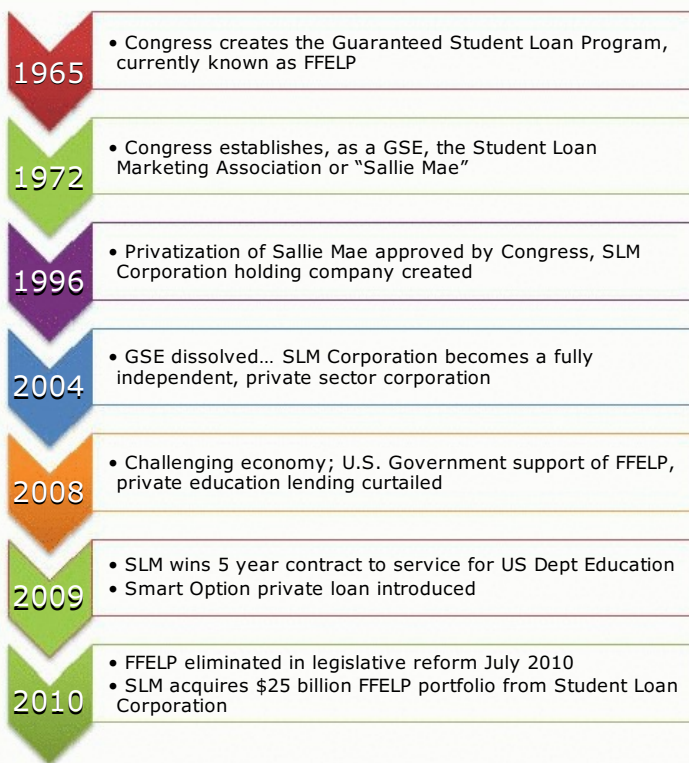 1965
• Congress creates the Guaranteed Student Loan Program,
currently known as FFELP
1972
• Congress establishes, as a GSE, the Student Loan
Marketing Association or “Sallie Mae”
1996
• Privatization of Sallie Mae approved by Congress, SLM
Corporation holding company created
2004
• GSE dissolved… SLM Corporation becomes a fully
independent, private sector corporation
2008
• Challenging economy; U.S. Government support of FFELP,
private education lending curtailed
2009
• SLM wins 5 year contract to service for US Dept Education
• Smart Option private loan introduced
2010
• FFELP eliminated in legislative reform July 2010
• SLM acquires $25 billion FFELP portfolio from Student Loan
Corporation